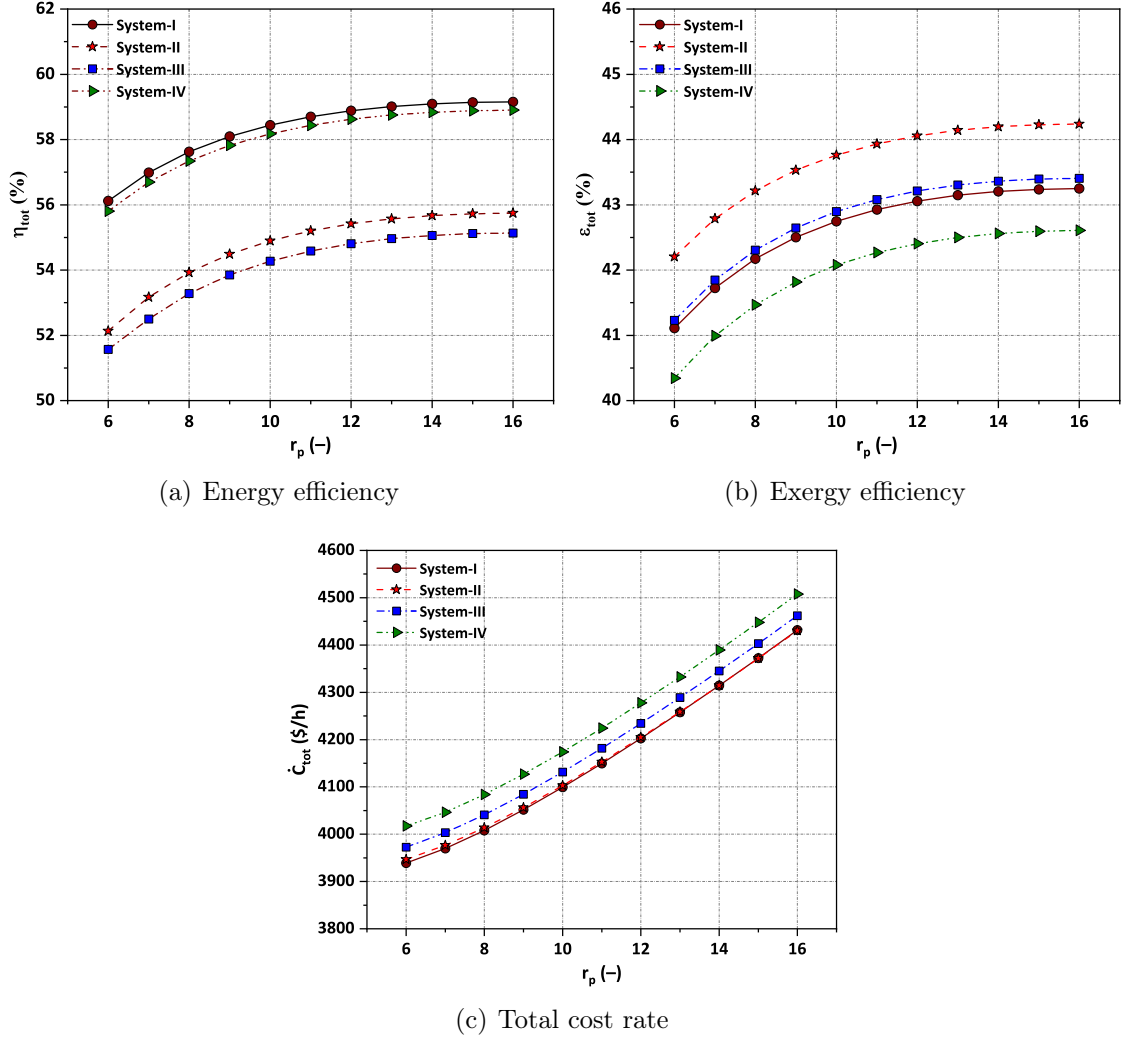 62
60
58
56
54
52
50
η_tot (%)
System-I
System-II
System-III
System-IV
6 8 10 12 14 16
r_p (–)
(a) Energy efficiency
46
45
44
43
42
41
40
ε_tot (%)
System-I
System-II
System-III
System-IV
6 8 10 12 14 16
r_p (–)
(b) Exergy efficiency
4600
4500
4400
4300
4200
4100
4000
3900
3800
Ċ_tot ($/h)
System-I
System-II
System-III
System-IV
6 8 10 12 14 16
r_p (–)
(c) Total cost rate